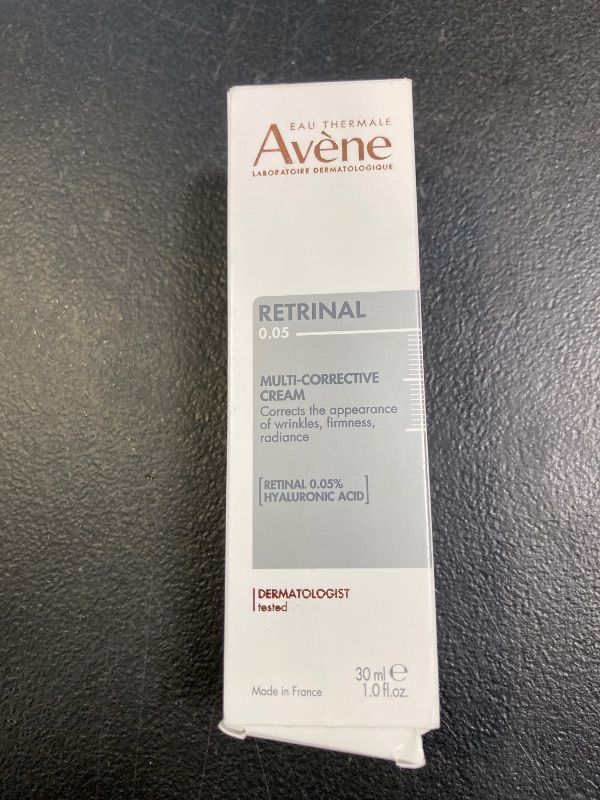 EAU THERMALE
Avène
LABORATOIRE DERMATOLOGIQUE
RETRINAL
0.05
MULTI-CORRECTIVE
CREAM
Corrects the appearance
of wrinkles, firmness,
radiance
[RETINAL 0.05%
HYALURONIC ACID]
DERMATOLOGIST
tested
30 ml ℮
Made in France 1.0 fl.oz.